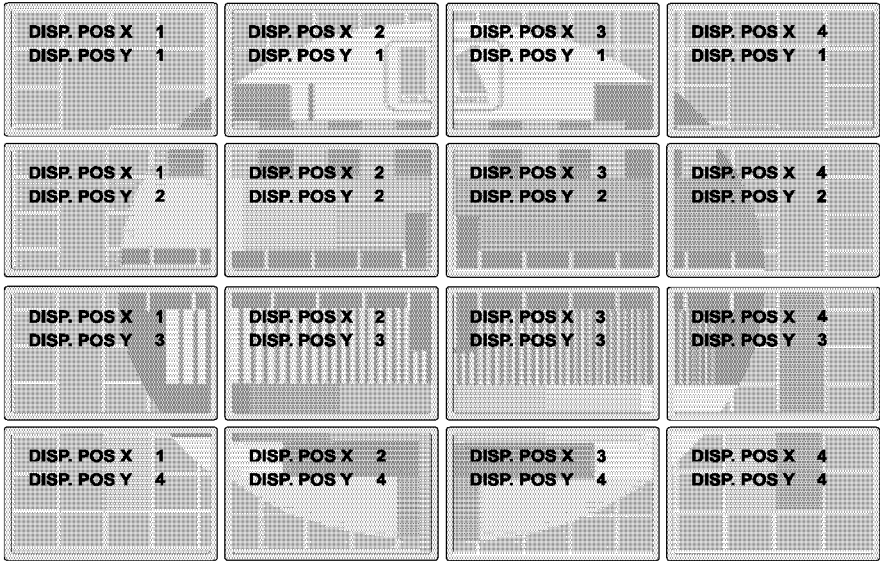 DISP. POS X 1
DISP. POS Y 1
DISP. POS X 2
DISP. POS Y 1
DISP. POS X 3
DISP. POS Y 1
DISP. POS X 4
DISP. POS Y 1
DISP. POS X 1
DISP. POS Y 2
DISP. POS X 2
DISP. POS Y 2
DISP. POS X 3
DISP. POS Y 2
DISP. POS X 4
DISP. POS Y 2
DISP. POS X 1
DISP. POS Y 3
DISP. POS X 2
DISP. POS Y 3
DISP. POS X 3
DISP. POS Y 3
DISP. POS X 4
DISP. POS Y 3
DISP. POS X 1
DISP. POS Y 4
DISP. POS X 2
DISP. POS Y 4
DISP. POS X 3
DISP. POS Y 4
DISP. POS X 4
DISP. POS Y 4